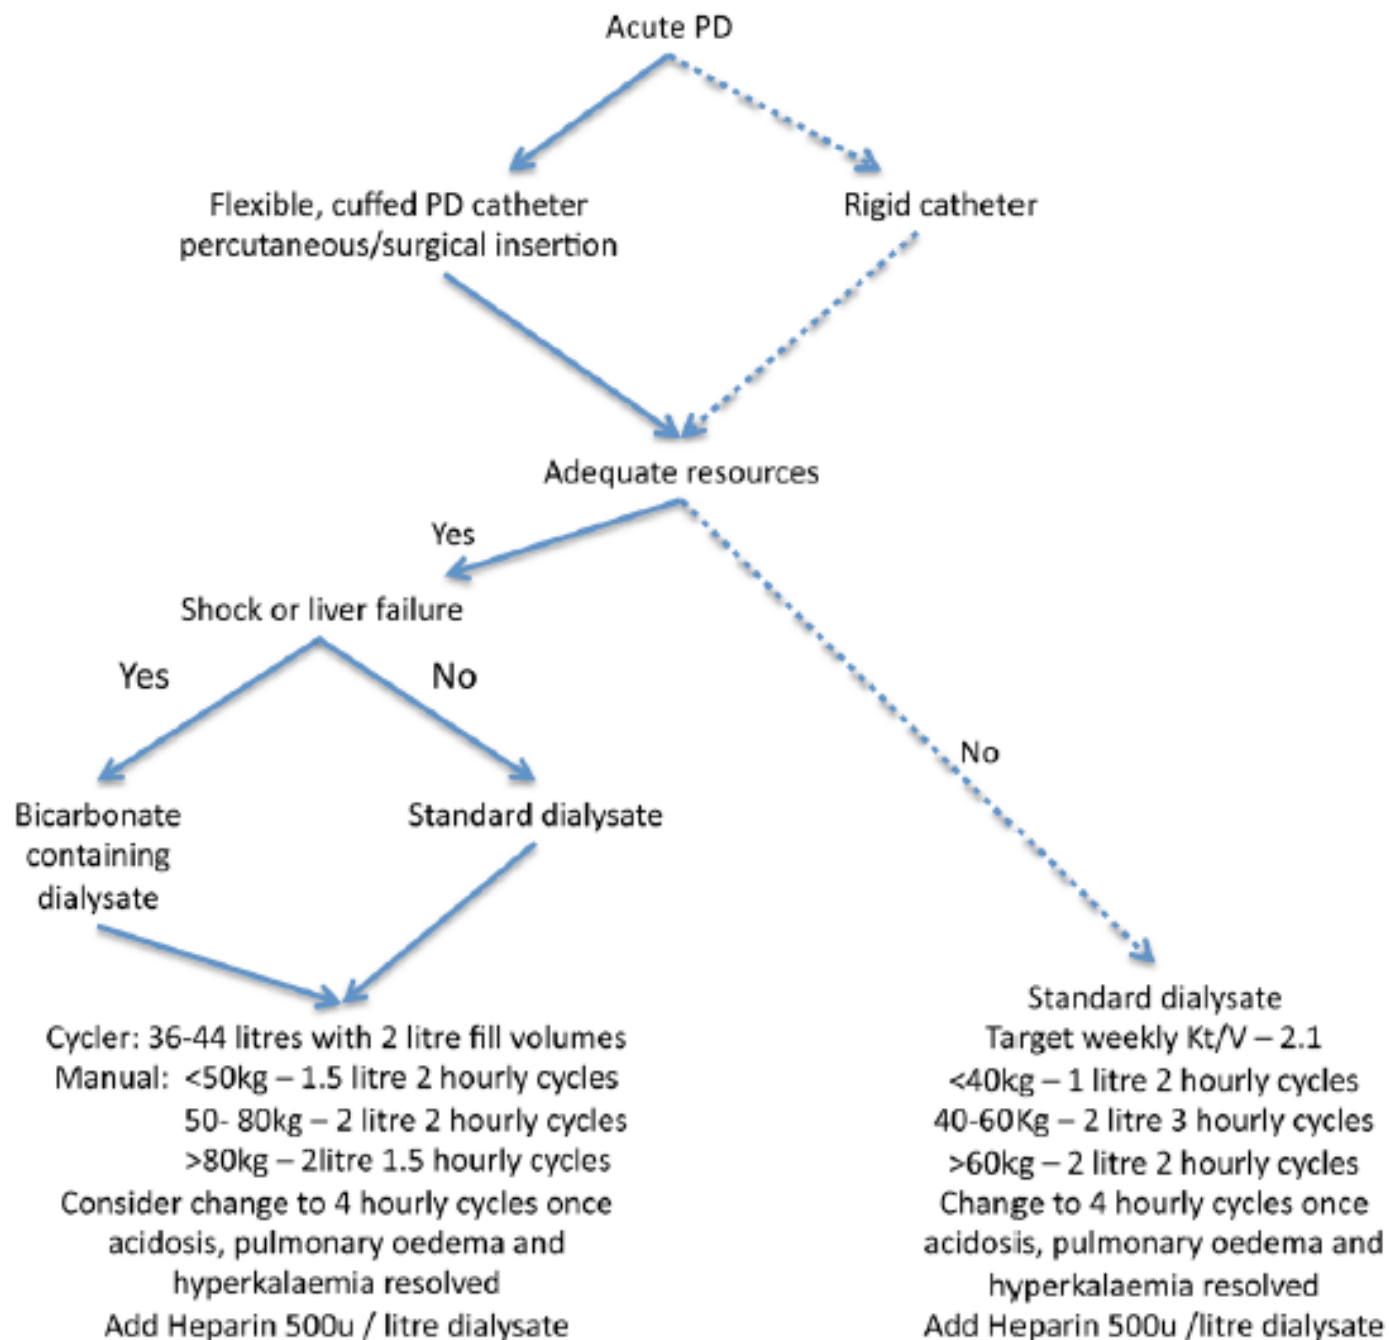 Acute PD
Flexible, cuffed PD catheter
percutaneous/surgical insertion
Rigid catheter
Adequate resources
Yes
Shock or liver failure
Yes
No
No
Bicarbonate
containing
dialysate
Standard dialysate
Cycler: 36-44 litres with 2 litre fill volumes
Manual: <50kg – 1.5 litre 2 hourly cycles
50- 80kg – 2 litre 2 hourly cycles
>80kg – 2litre 1.5 hourly cycles
Consider change to 4 hourly cycles once
acidosis, pulmonary oedema and
hyperkalaemia resolved
Add Heparin 500u / litre dialysate
Standard dialysate
Target weekly Kt/V – 2.1
<40kg – 1 litre 2 hourly cycles
40-60Kg – 2 litre 3 hourly cycles
>60kg – 2 litre 2 hourly cycles
Change to 4 hourly cycles once
acidosis, pulmonary oedema and
hyperkalaemia resolved
Add Heparin 500u /litre dialysate